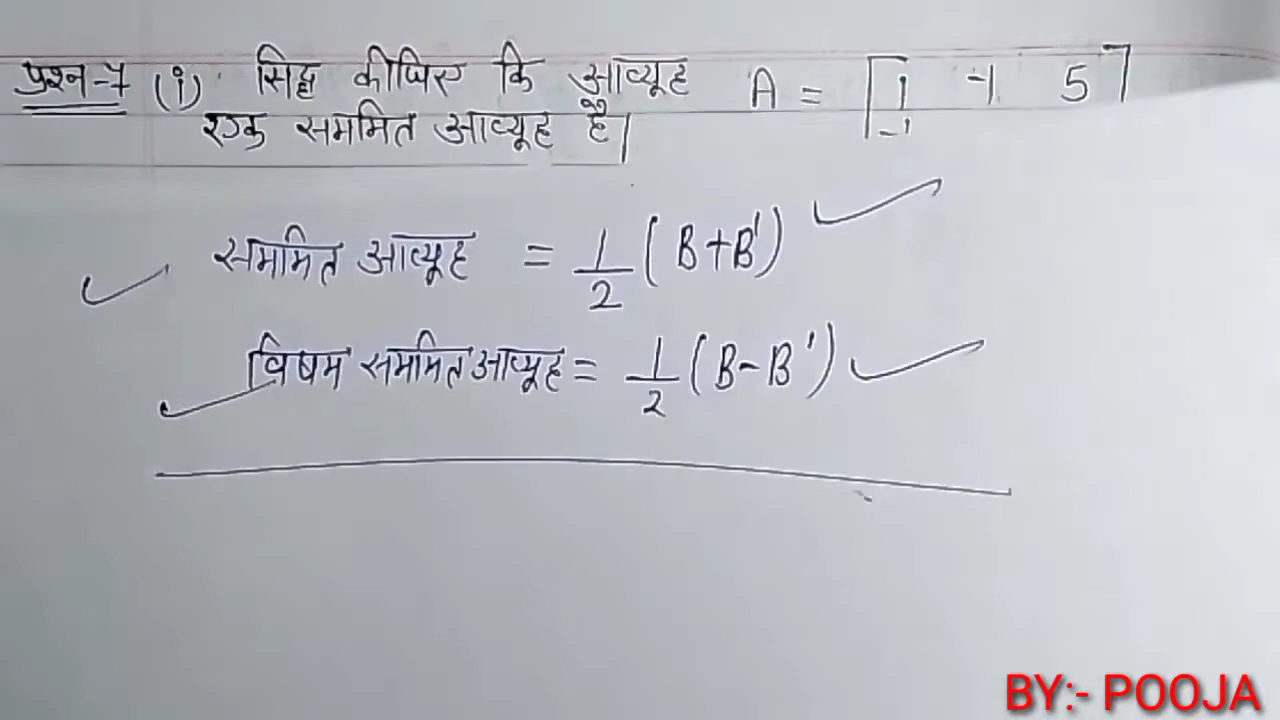 प्रश्न-7 (i) सिद्ध कीजिए कि आव्यूह A = [1 -1 5]
एक सममित आव्यूह है। -1
सममित आव्यूह = 1/2 (B+B')
विषम सममित आव्यूह = 1/2 (B-B')
BY:- POOJA